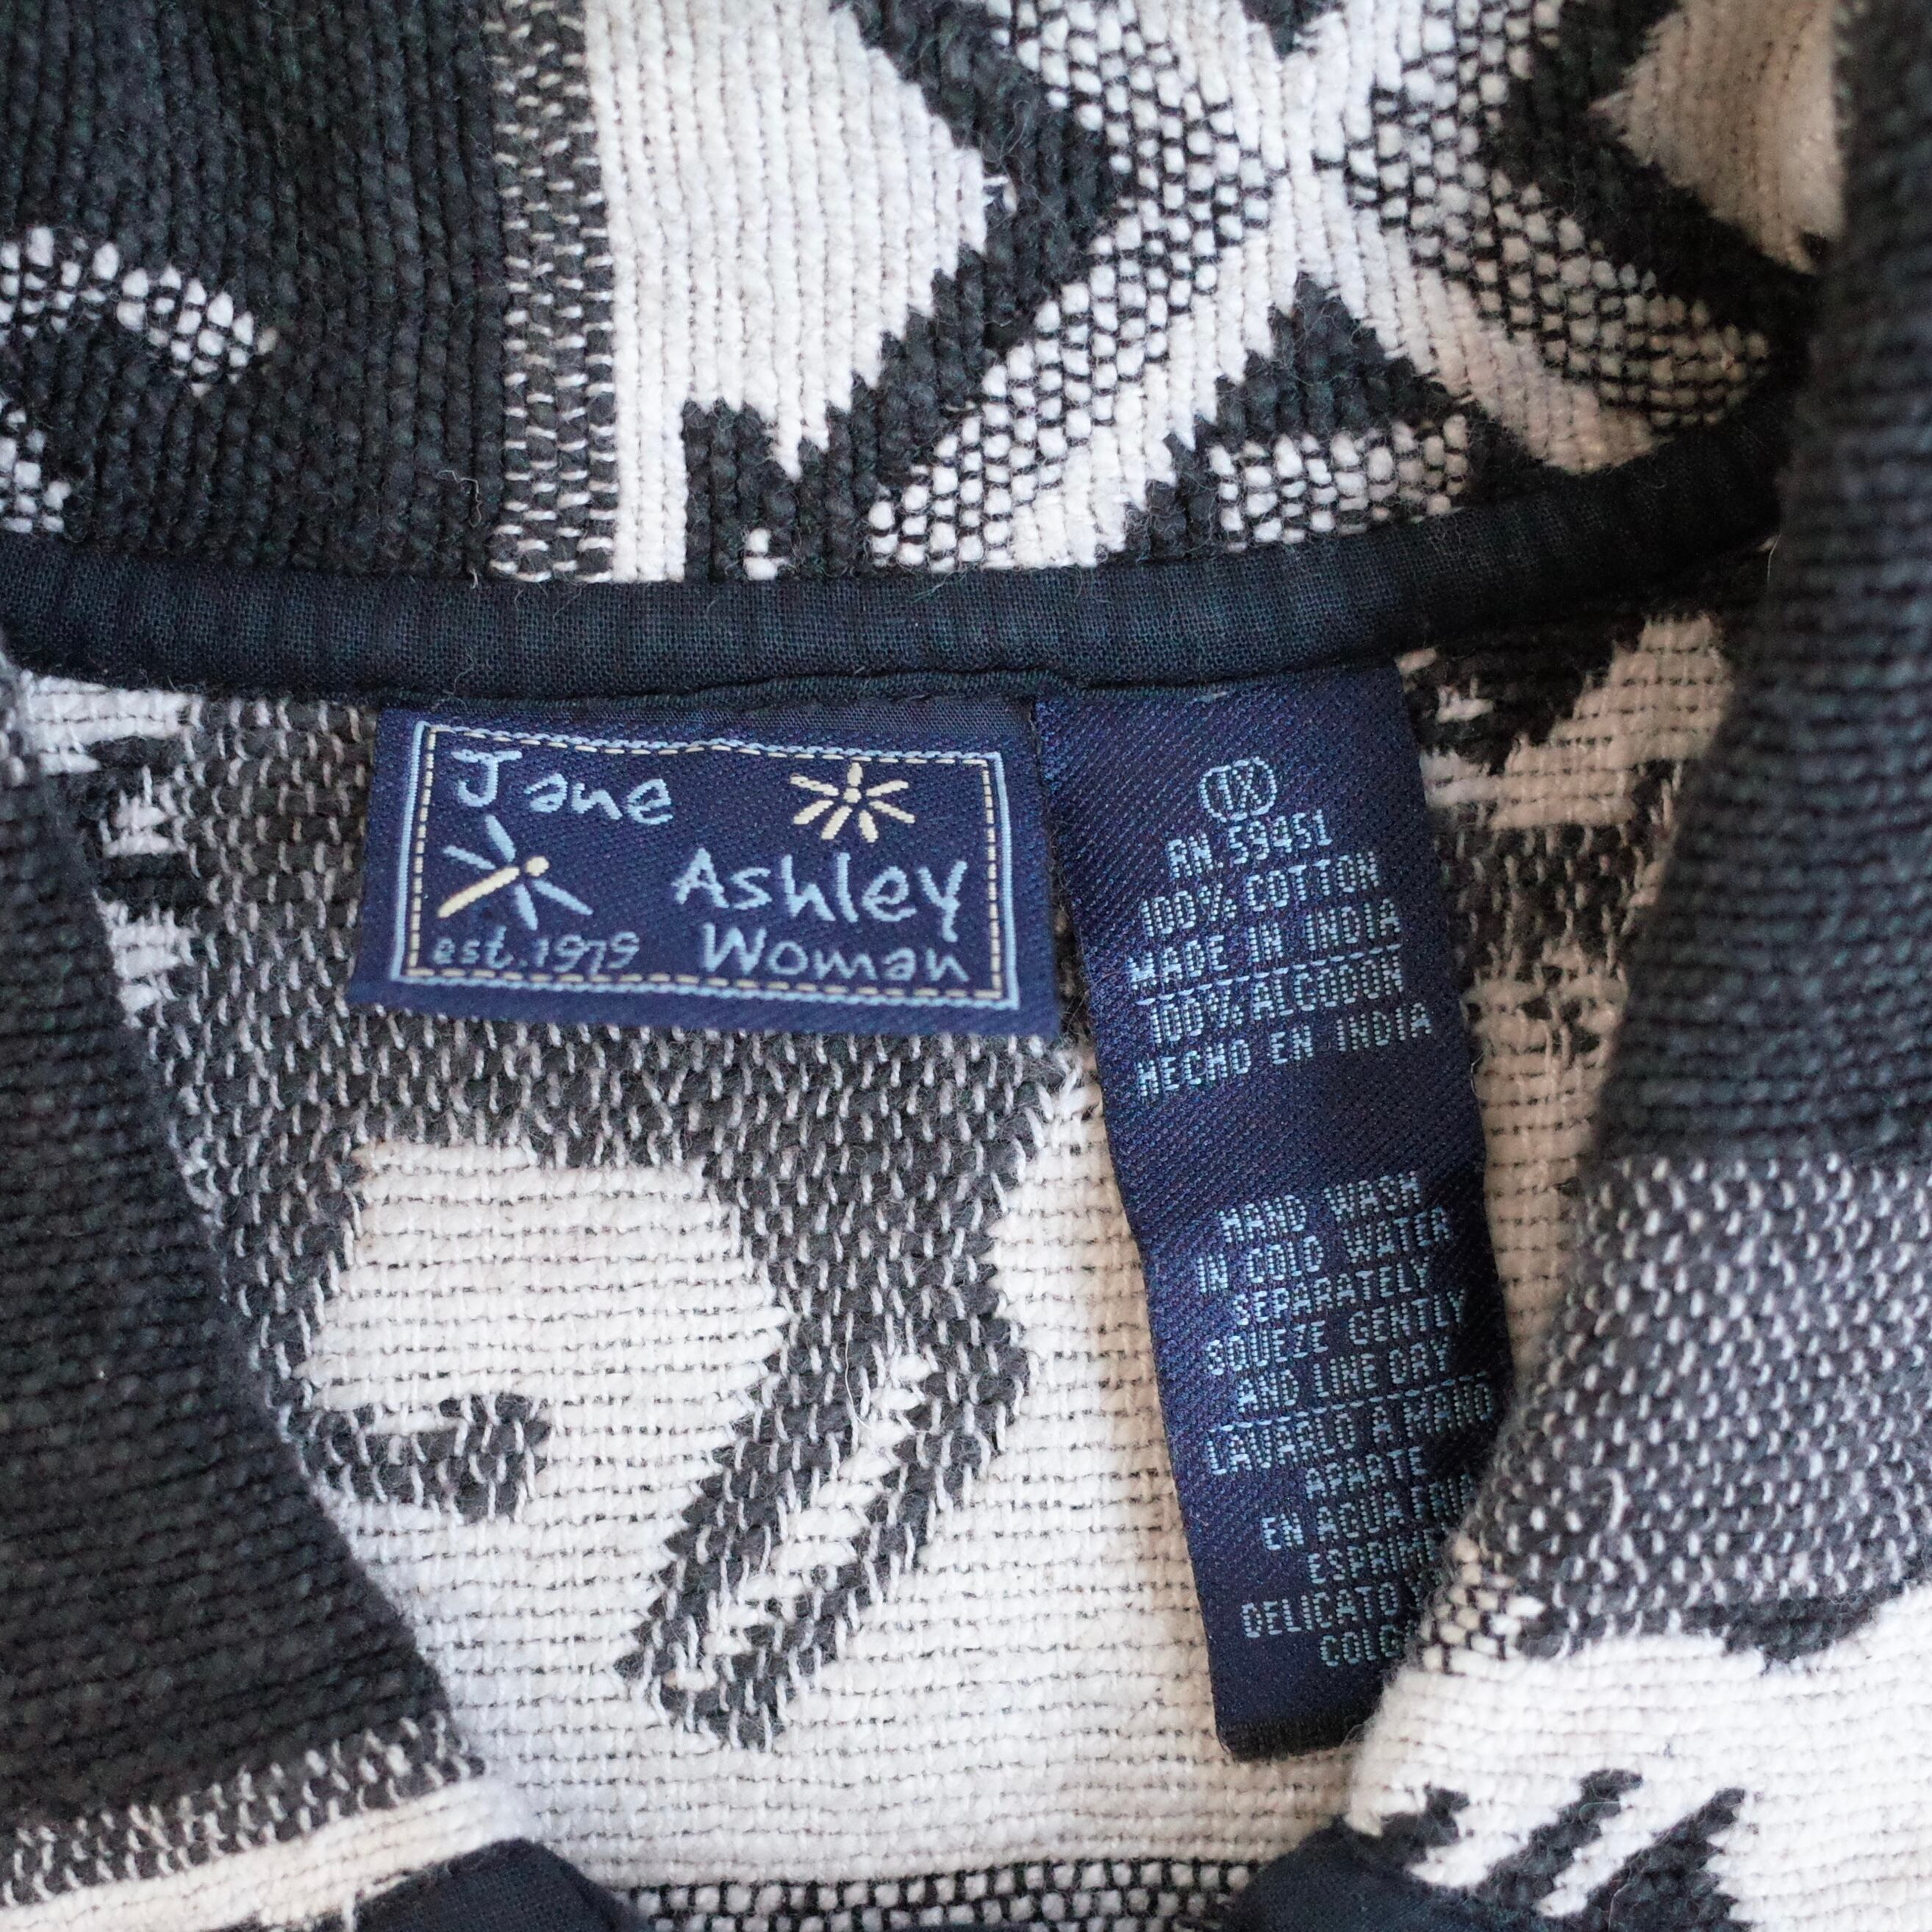 Jane
Ashley
est. 1979 Woman
1X
RN 59451
100% COTTON
MADE IN INDIA
100% ALGODON
HECHO EN INDIA
HAND WASH
IN COLD WATER
SEPARATELY
SQUEZE GENTLY
AND LINE DRY
LAVARLO A MANO
APARTE
EN AGUA
DELICATO